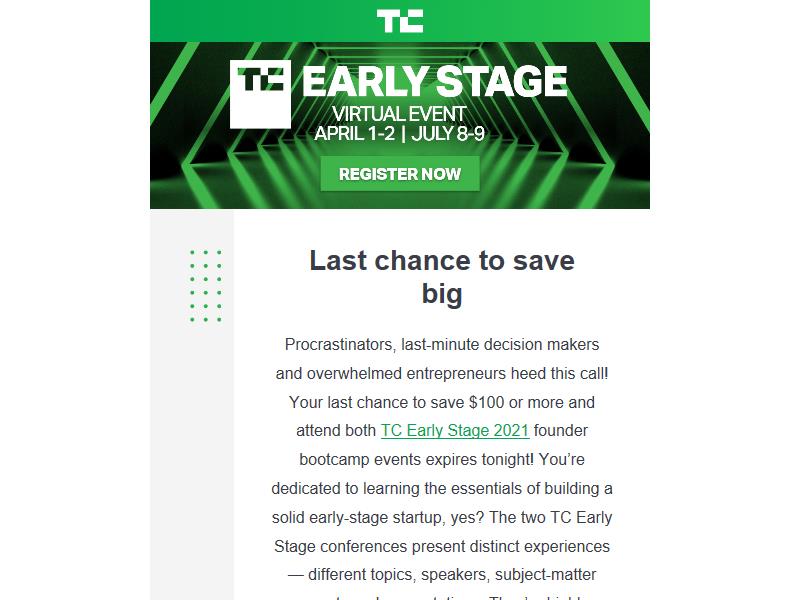 TC
TC
EARLY STAGE
VIRTUAL EVENT
APRIL 1-2 | JULY 8-9
REGISTER NOW
Last chance to save
big
Procrastinators, last-minute decision makers
and overwhelmed entrepreneurs heed this call!
Your last chance to save $100 or more and
attend both TC Early Stage 2021 founder
bootcamp events expires tonight! You’re
dedicated to learning the essentials of building a
solid early-stage startup, yes? The two TC Early
Stage conferences present distinct experiences
— different topics, speakers, subject-matter